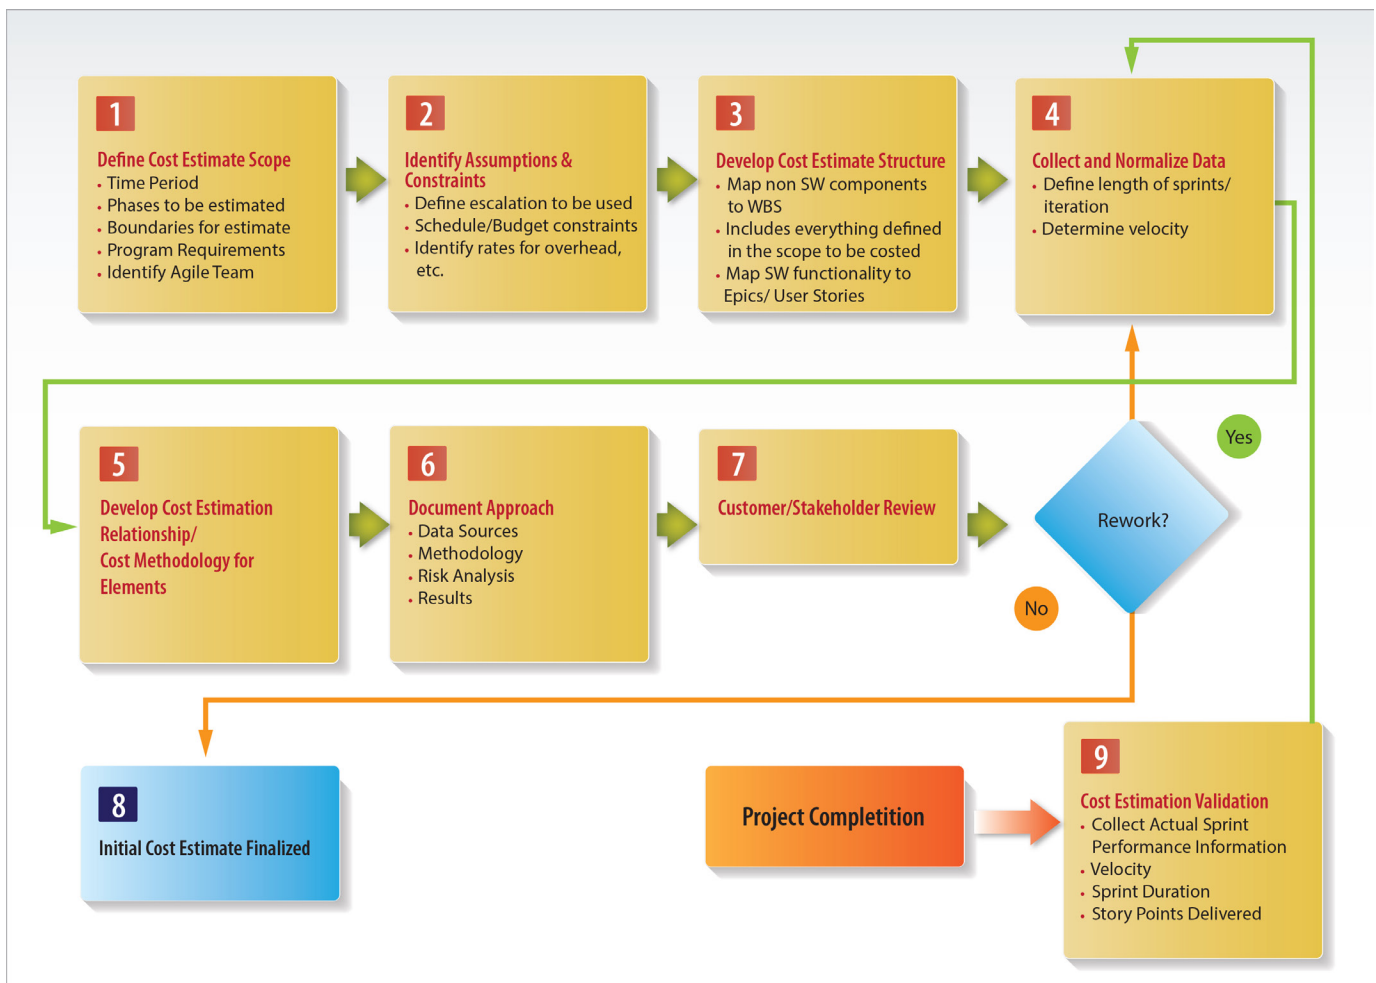 1
Define Cost Estimate Scope
• Time Period
• Phases to be estimated
• Boundaries for estimate
• Program Requirements
• Identify Agile Team
2
Identify Assumptions &
Constraints
• Define escalation to be used
• Schedule/Budget constraints
• Identify rates for overhead,
etc.
3
Develop Cost Estimate Structure
• Map non SW components
to WBS
• Includes everything defined
in the scope to be costed
• Map SW functionality to
Epics/ User Stories
4
Collect and Normalize Data
• Define length of sprints/
iteration
• Determine velocity
5
Develop Cost Estimation
Relationship/
Cost Methodology for
Elements
6
Document Approach
• Data Sources
• Methodology
• Risk Analysis
• Results
7
Customer/Stakeholder Review
Rework?
Yes
No
8
Initial Cost Estimate Finalized
Project Completition
9
Cost Estimation Validation
• Collect Actual Sprint
Performance Information
• Velocity
• Sprint Duration
• Story Points Delivered